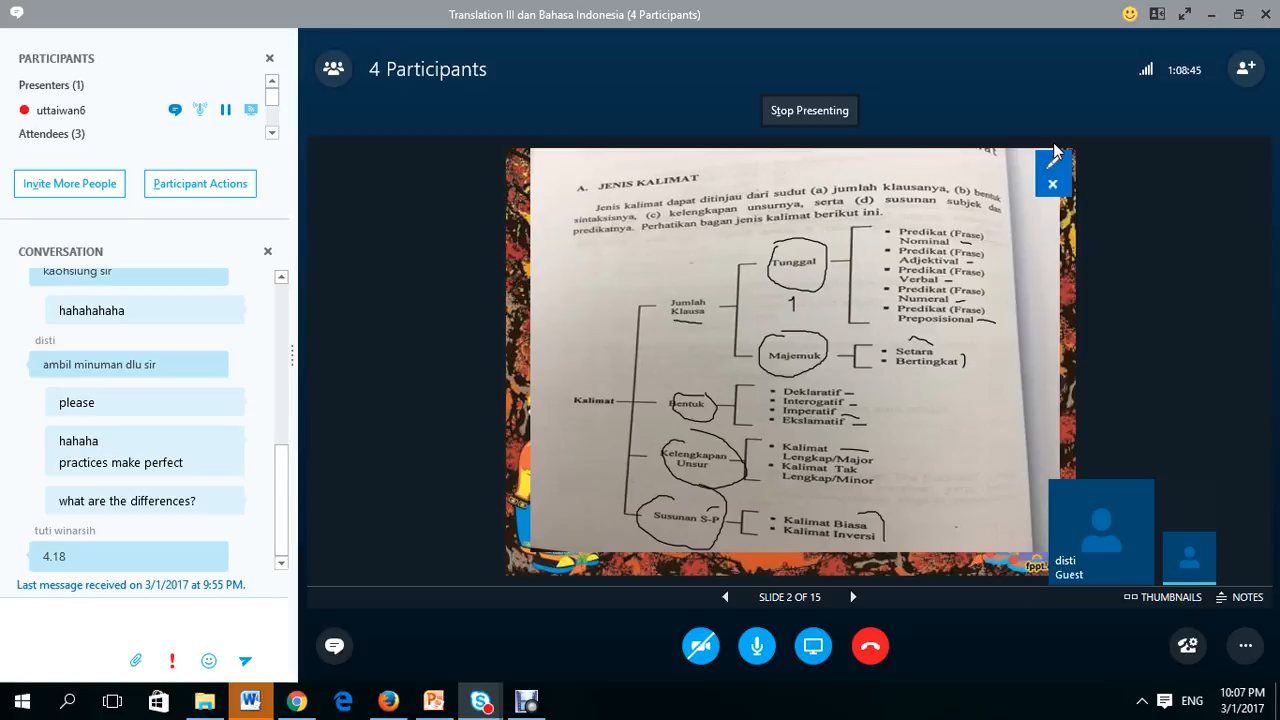 Translation III dan Bahasa Indonesia (4 Participants)
PARTICIPANTS
Presenters (1)
uttaiwan6
Attendees (3)
Invite More People
Participant Actions
CONVERSATION
kaohsiung sir
hahahahaha
disti
ambil minuman dlu sir
please
hahaha
practices make perfect
what are the differences?
tuti winarsih
4.18
Last message received on 3/1/2017 at 9:55 PM.
4 Participants
1:08:45
Stop Presenting
A. JENIS KALIMAT
Jenis kalimat dapat ditinjau dari sudut (a) jumlah klausanya, (b) bentuk
sintaksisnya, (c) kelengkapan unsurnya, serta (d) susunan subjek dan
predikatnya. Perhatikan bagan jenis kalimat berikut ini.
Kalimat
Jumlah
Klausa
Tunggal
1
• Predikat (Frase)
Nominal
• Predikat (Frase)
Adjektival
• Predikat (Frase)
Verbal
• Predikat (Frase)
Numeral
• Predikat (Frase)
Preposisional
Majemuk
• Setara
• Bertingkat
Bentuk
• Deklaratif
• Interogatif
• Imperatif
• Ekslamatif
Kelengkapan
Unsur
• Kalimat
Lengkap/Major
• Kalimat Tak
Lengkap/Minor
Susunan S-P
• Kalimat Biasa
• Kalimat Inversi
fppt.
disti
Guest
SLIDE 2 OF 15
THUMBNAILS
NOTES
ENG
10:07 PM
3/1/2017